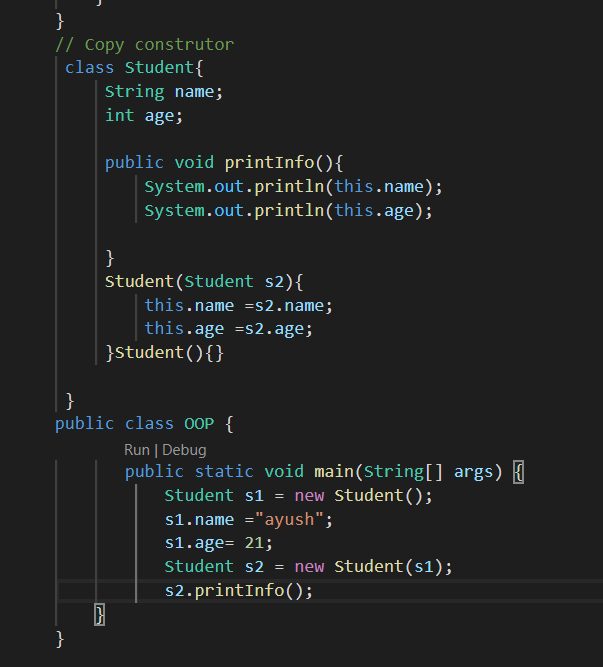 }
}
// Copy construtor
class Student{
String name;
int age;
public void printInfo(){
System.out.println(this.name);
System.out.println(this.age);
}
Student(Student s2){
this.name =s2.name;
this.age =s2.age;
}Student(){}
}
public class OOP {
Run | Debug
public static void main(String[] args) {
Student s1 = new Student();
s1.name ="ayush";
s1.age= 21;
Student s2 = new Student(s1);
s2.printInfo();
}
}